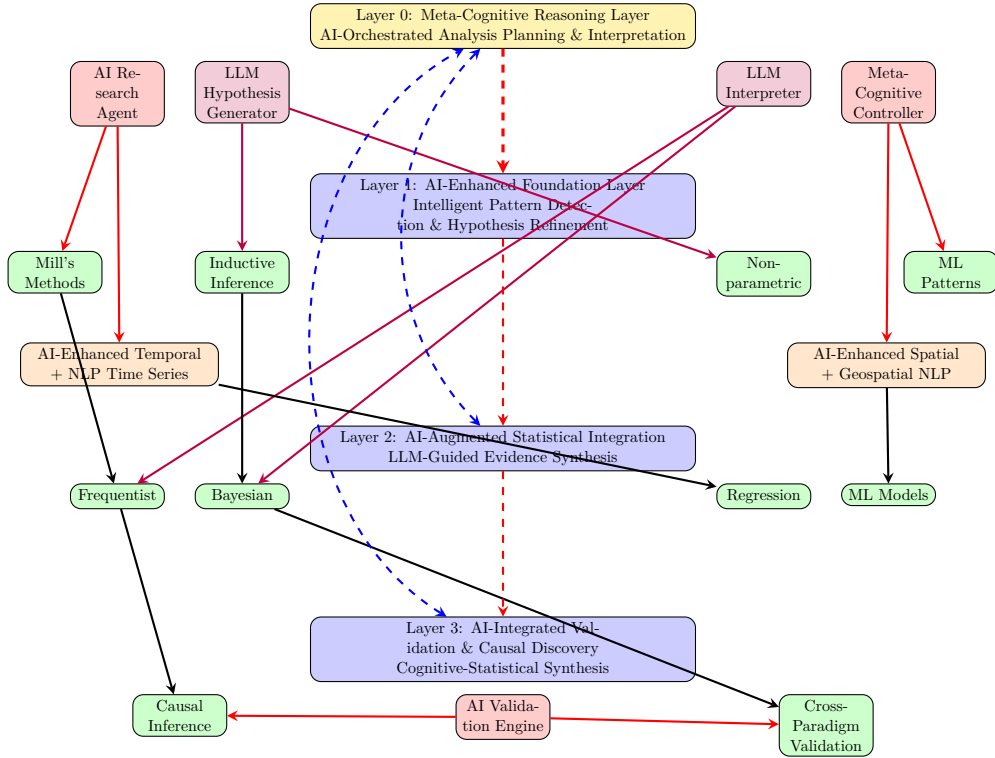 Layer 0: Meta-Cognitive Reasoning Layer
AI-Orchestrated Analysis Planning & Interpretation
AI Re-
search
Agent
LLM
Hypothesis
Generator
LLM
Interpreter
Meta-
Cognitive
Controller
Layer 1: AI-Enhanced Foundation Layer
Intelligent Pattern Detec-
tion & Hypothesis Refinement
Mill's
Methods
Inductive
Inference
Non-
parametric
ML
Patterns
AI-Enhanced Temporal
+ NLP Time Series
AI-Enhanced Spatial
+ Geospatial NLP
Layer 2: AI-Augmented Statistical Integration
LLM-Guided Evidence Synthesis
Frequentist
Bayesian
Regression
ML Models
Layer 3: AI-Integrated Val-
idation & Causal Discovery
Cognitive-Statistical Synthesis
Causal
Inference
AI Valida-
tion Engine
Cross-
Paradigm
Validation